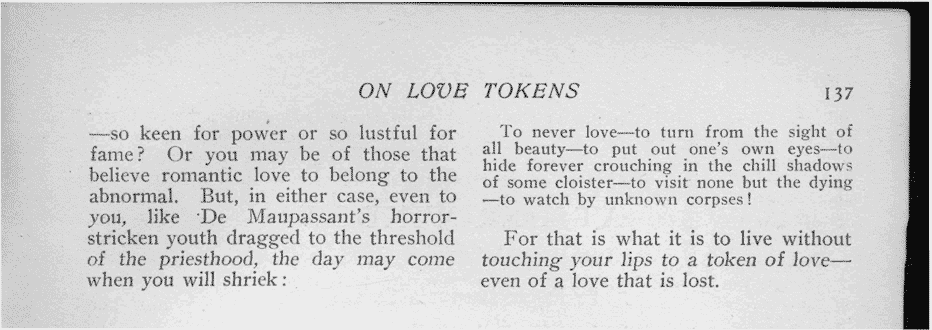 ON LOVE TOKENS 137
—so keen for power or so lustful for
fame? Or you may be of those that
believe romantic love to belong to the
abnormal. But, in either case, even to
you, like De Maupassant's horror-
stricken youth dragged to the threshold
of the priesthood, the day may come
when you will shriek:
To never love—to turn from the sight of
all beauty—to put out one's own eyes—to
hide forever crouching in the chill shadows
of some cloister—to visit none but the dying
—to watch by unknown corpses!
For that is what it is to live without
touching your lips to a token of love—
even of a love that is lost.